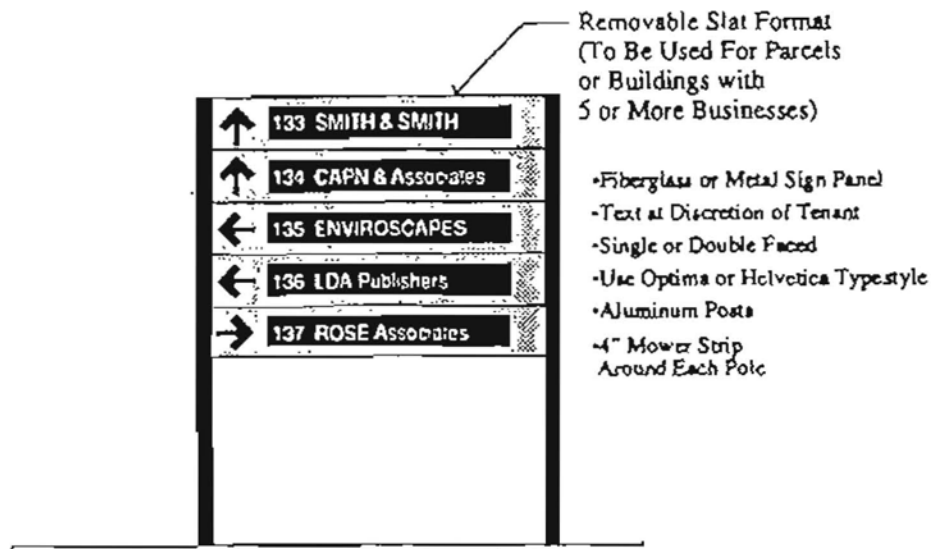 Removable Slat Format
(To Be Used For Parcels
or Buildings with
5 or More Businesses)
133 SMITH & SMITH
134 CAPN & Associates
135 ENVIROSCAPES
136 LDA Publishers
137 ROSE Associates
•Fiberglass or Metal Sign Panel
•Text at Discretion of Tenant
•Single or Double Faced
•Use Optima or Helvetica Typestyle
•Aluminum Posts
•4" Mower Strip
Around Each Pole